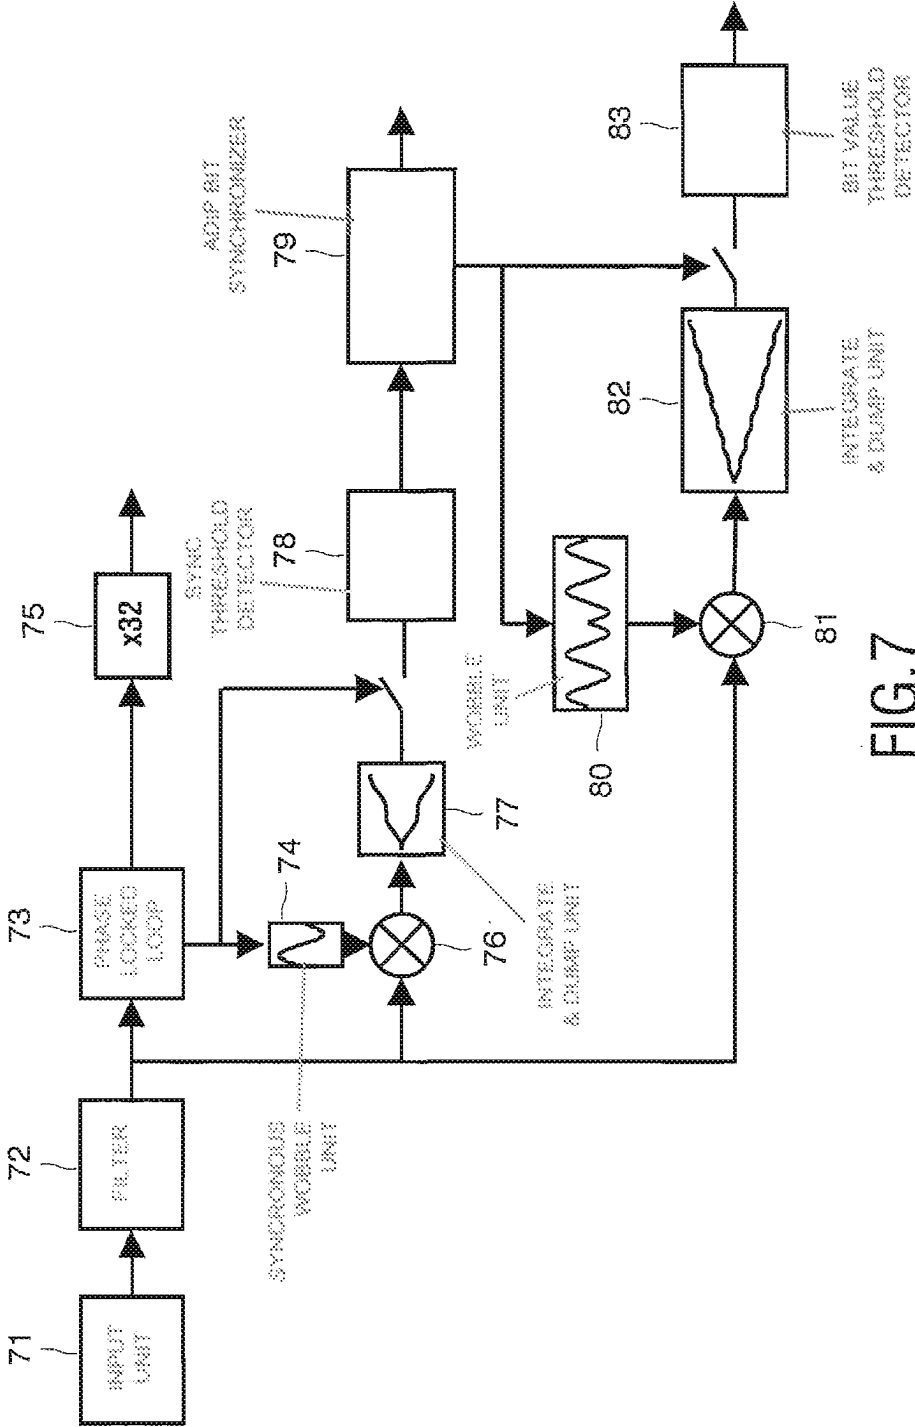 71
INPUT
UNIT
72
FILTER
73
PHASE
LOCKED
LOOP
75
x32
SYNCRONOUS
WOBBLE
UNIT
74
76
INTEGRATE
& DUMP UNIT
77
SYNC
THRESHOLD
DETECTOR
78
ADIP BIT
SYNCHRONIZER
79
WOBBLE
UNIT
80
81
82
INTEGRATE
& DUMP UNIT
83
BIT VALUE
THRESHOLD
DETECTOR
FIG. 7